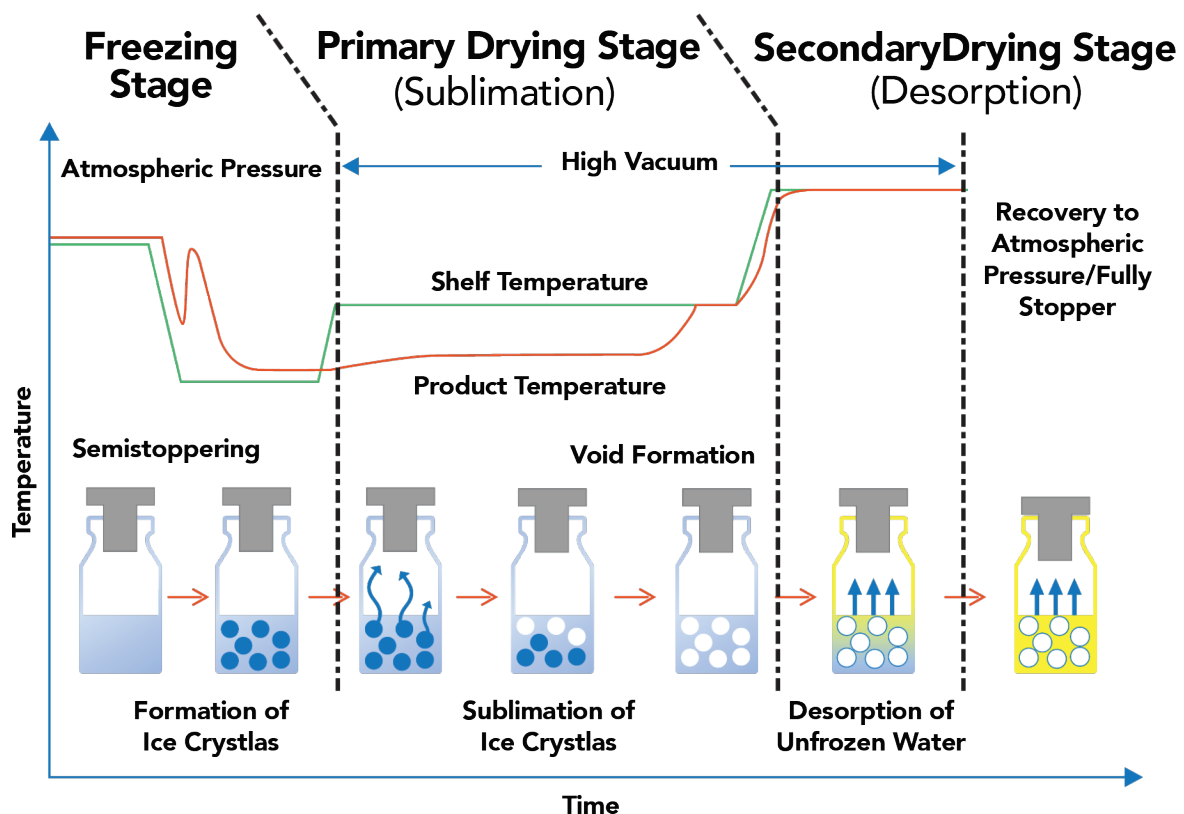 Freezing
Stage
Primary Drying Stage
(Sublimation)
SecondaryDrying Stage
(Desorption)
Atmospheric Pressure
High Vacuum
Recovery to
Atmospheric
Pressure/Fully
Stopper
Shelf Temperature
Product Temperature
Temperature
Semistoppering
Void Formation
Formation of
Ice Crystlas
Sublimation of
Ice Crystlas
Desorption of
Unfrozen Water
Time